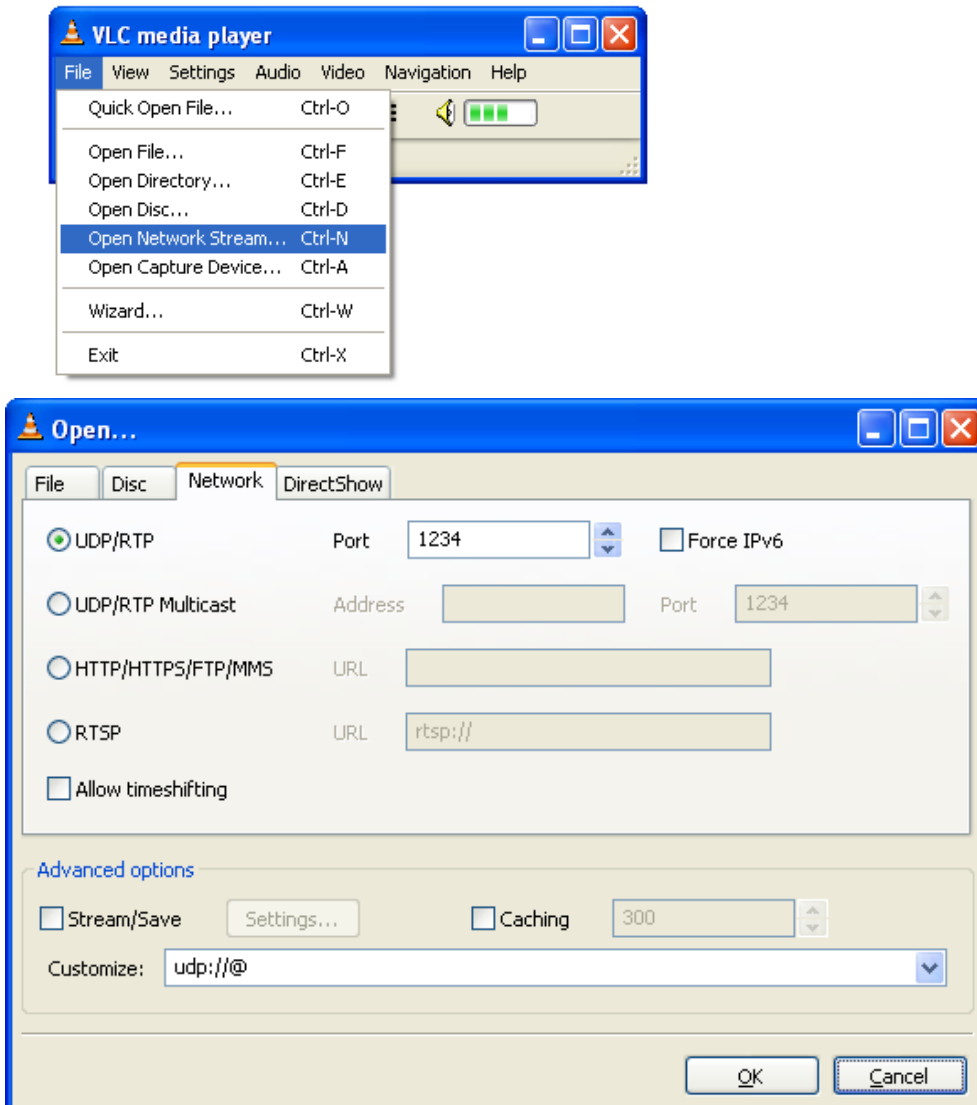 VLC media player
File View Settings Audio Video Navigation Help
Quick Open File... Ctrl-O
Open File... Ctrl-F
Open Directory... Ctrl-E
Open Disc... Ctrl-D
Open Network Stream... Ctrl-N
Open Capture Device... Ctrl-A
Wizard... Ctrl-W
Exit Ctrl-X
Open...
File Disc Network DirectShow
UDP/RTP Port 1234 Force IPv6
UDP/RTP Multicast Address Port 1234
HTTP/HTTPS/FTP/MMS URL
RTSP URL rtsp://
Allow timeshifting
Advanced options
Stream/Save Settings... Caching 300
Customize: udp://@
OK Cancel